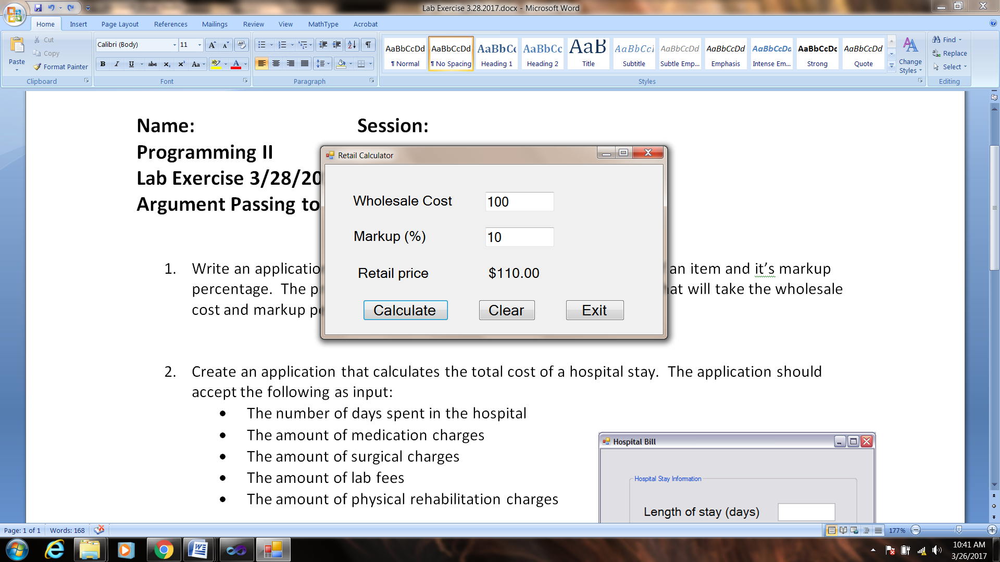 Lab Exercise 3.28.2017.docx - Microsoft Word
Home Insert Page Layout References Mailings Review View MathType Acrobat
Paste
Cut
Copy
Format Painter
Clipboard
Calibri (Body) 11
B I U abc x₂ x² Aa ab A
Font
Paragraph
AaBbCcDd AaBbCcDd AaBbCc AaBbCc AaB AaBbCcI AaBbCcDd AaBbCcDd AaBbCcDd AaBbCcDc AaBbCcDd
¶ Normal ¶ No Spacing Heading 1 Heading 2 Title Subtitle Subtle Emp... Emphasis Intense Em... Strong Quote
Styles
Change
Styles
Find
Replace
Select
Editing
Name: Session:
Programming II
Lab Exercise 3/28/20
Argument Passing to
1. Write an applicatio an item and it’s markup
percentage. The p at will take the wholesale
cost and markup p
Retail Calculator
Wholesale Cost 100
Markup (%) 10
Retail price $110.00
Calculate Clear Exit
2. Create an application that calculates the total cost of a hospital stay. The application should
accept the following as input:
• The number of days spent in the hospital
• The amount of medication charges
• The amount of surgical charges
• The amount of lab fees
• The amount of physical rehabilitation charges
Hospital Bill
Hospital Stay Information
Length of stay (days)
Page: 1 of 1 Words: 168 177%
10:41 AM
3/26/2017